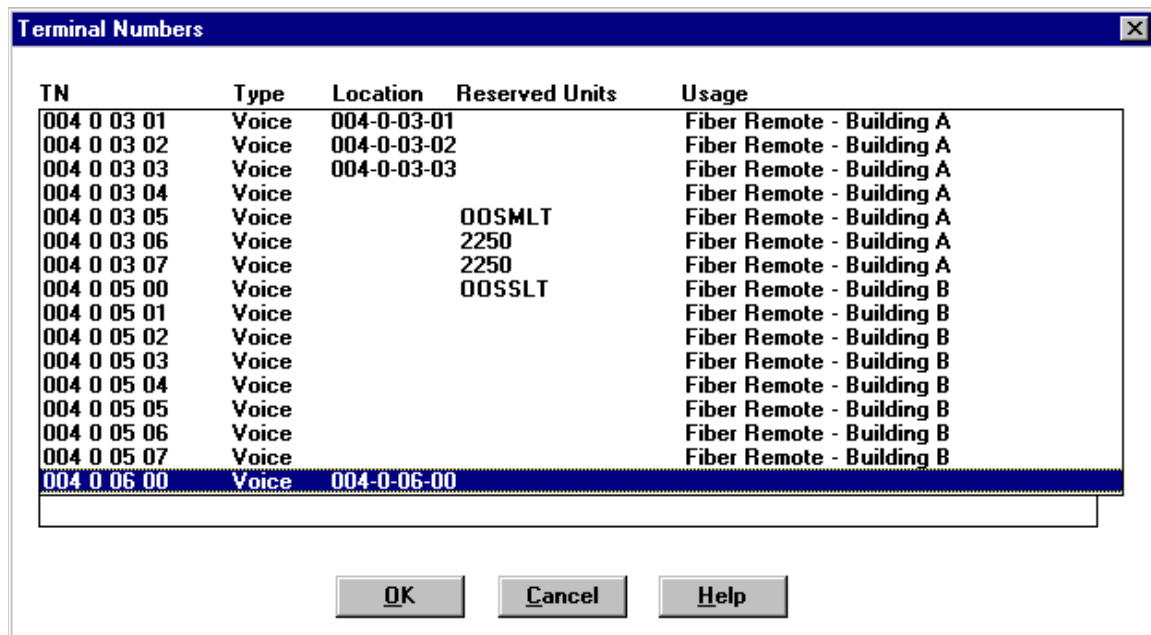 Terminal Numbers
TN Type Location Reserved Units Usage
004 0 03 01 Voice 004-0-03-01 Fiber Remote - Building A
004 0 03 02 Voice 004-0-03-02 Fiber Remote - Building A
004 0 03 03 Voice 004-0-03-03 Fiber Remote - Building A
004 0 03 04 Voice Fiber Remote - Building A
004 0 03 05 Voice OOSMLT Fiber Remote - Building A
004 0 03 06 Voice 2250 Fiber Remote - Building A
004 0 03 07 Voice 2250 Fiber Remote - Building A
004 0 05 00 Voice OOSSLT Fiber Remote - Building B
004 0 05 01 Voice Fiber Remote - Building B
004 0 05 02 Voice Fiber Remote - Building B
004 0 05 03 Voice Fiber Remote - Building B
004 0 05 04 Voice Fiber Remote - Building B
004 0 05 05 Voice Fiber Remote - Building B
004 0 05 06 Voice Fiber Remote - Building B
004 0 05 07 Voice Fiber Remote - Building B
004 0 06 00 Voice 004-0-06-00
OK Cancel Help